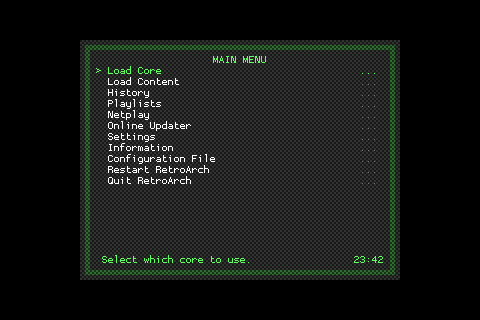 MAIN MENU
> Load Core ...
Load Content ...
History ...
Playlists ...
Netplay ...
Online Updater ...
Settings ...
Information ...
Configuration File ...
Restart RetroArch ...
Quit RetroArch ...
Select which core to use. 23:42